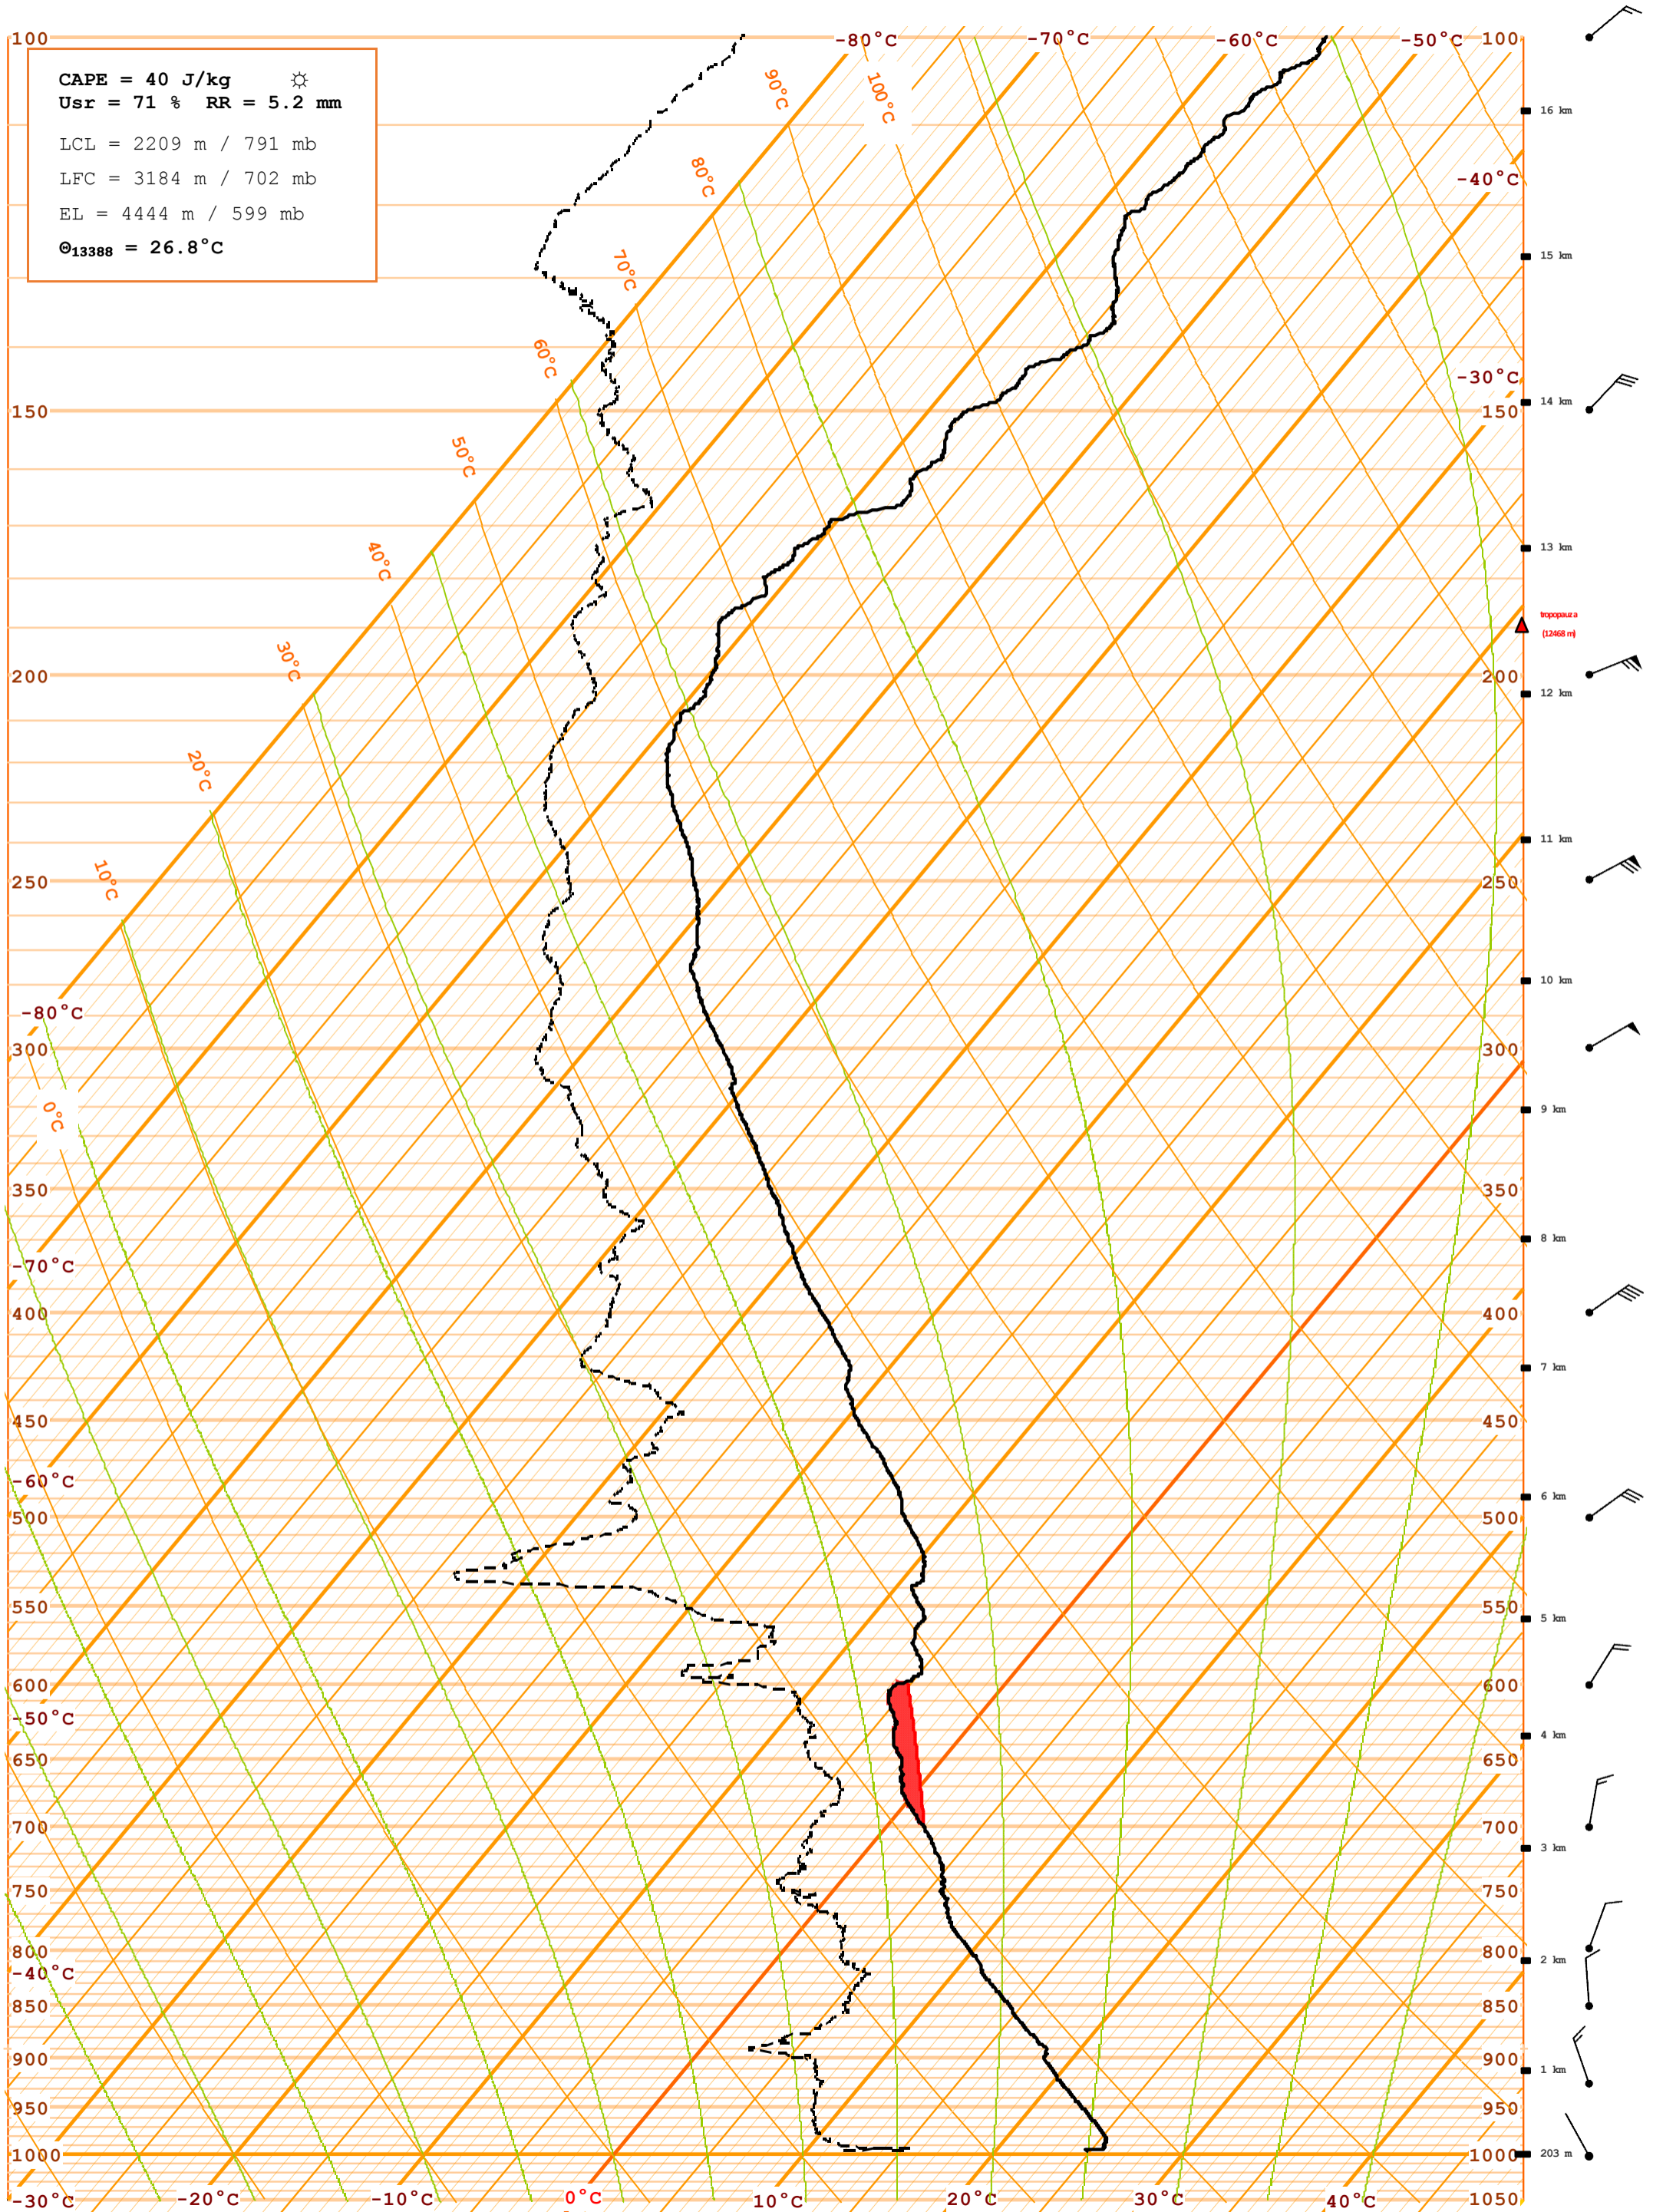 -80°C -70°C -60°C -50°C
100 100
CAPE = 40 J/kg ☼
Usr = 71 % RR = 5.2 mm
LCL = 2209 m / 791 mb
LFC = 3184 m / 702 mb
EL = 4444 m / 599 mb
Θ13388 = 26.8°C
90°C 100°C
16 km
80°C -40°C
70°C 15 km
60°C -30°C
14 km
150 150
50°C
40°C 13 km
tropopauza
(12468 m)
30°C
200 200
12 km
20°C
11 km
10°C
250 250
10 km
-80°C
300 300
0°C 9 km
350 350
8 km
-70°C
400 400
7 km
450 450
-60°C
6 km
500 500
550 550
5 km
600 600
-50°C
4 km
650 650
700 700
3 km
750 750
800 800
2 km
-40°C
850 850
900 900
1 km
950 950
1000 1000 203 m
-30°C -20°C -10°C 0°C 10°C 20°C 30°C 40°C 1050